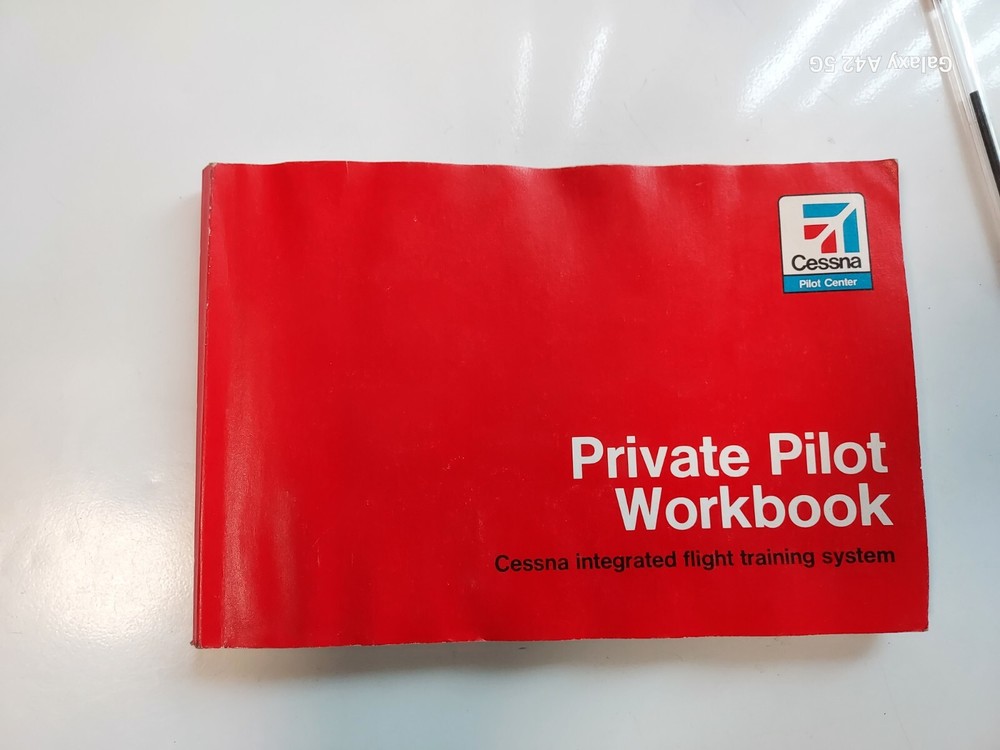 Galaxy A42 5G
Cessna
Pilot Center
Private Pilot
Workbook
Cessna integrated flight training system